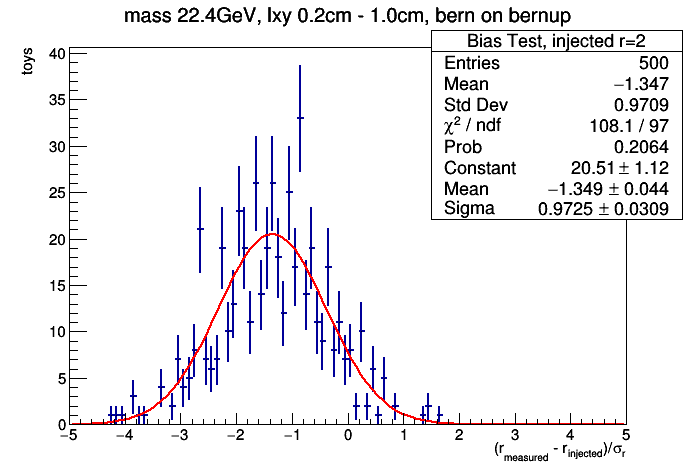 mass 22.4GeV, lxy 0.2cm - 1.0cm, bern on bernup
toys
Bias Test, injected r=2
Entries 500
Mean −1.347
Std Dev 0.9709
χ² / ndf 108.1 / 97
Prob 0.2064
Constant 20.51 ± 1.12
Mean −1.349 ± 0.044
Sigma 0.9725 ± 0.0309
40
35
30
25
20
15
10
5
0
−5 −4 −3 −2 −1 0 1 2 3 4 5
(r_measured - r_injected)/σ_r